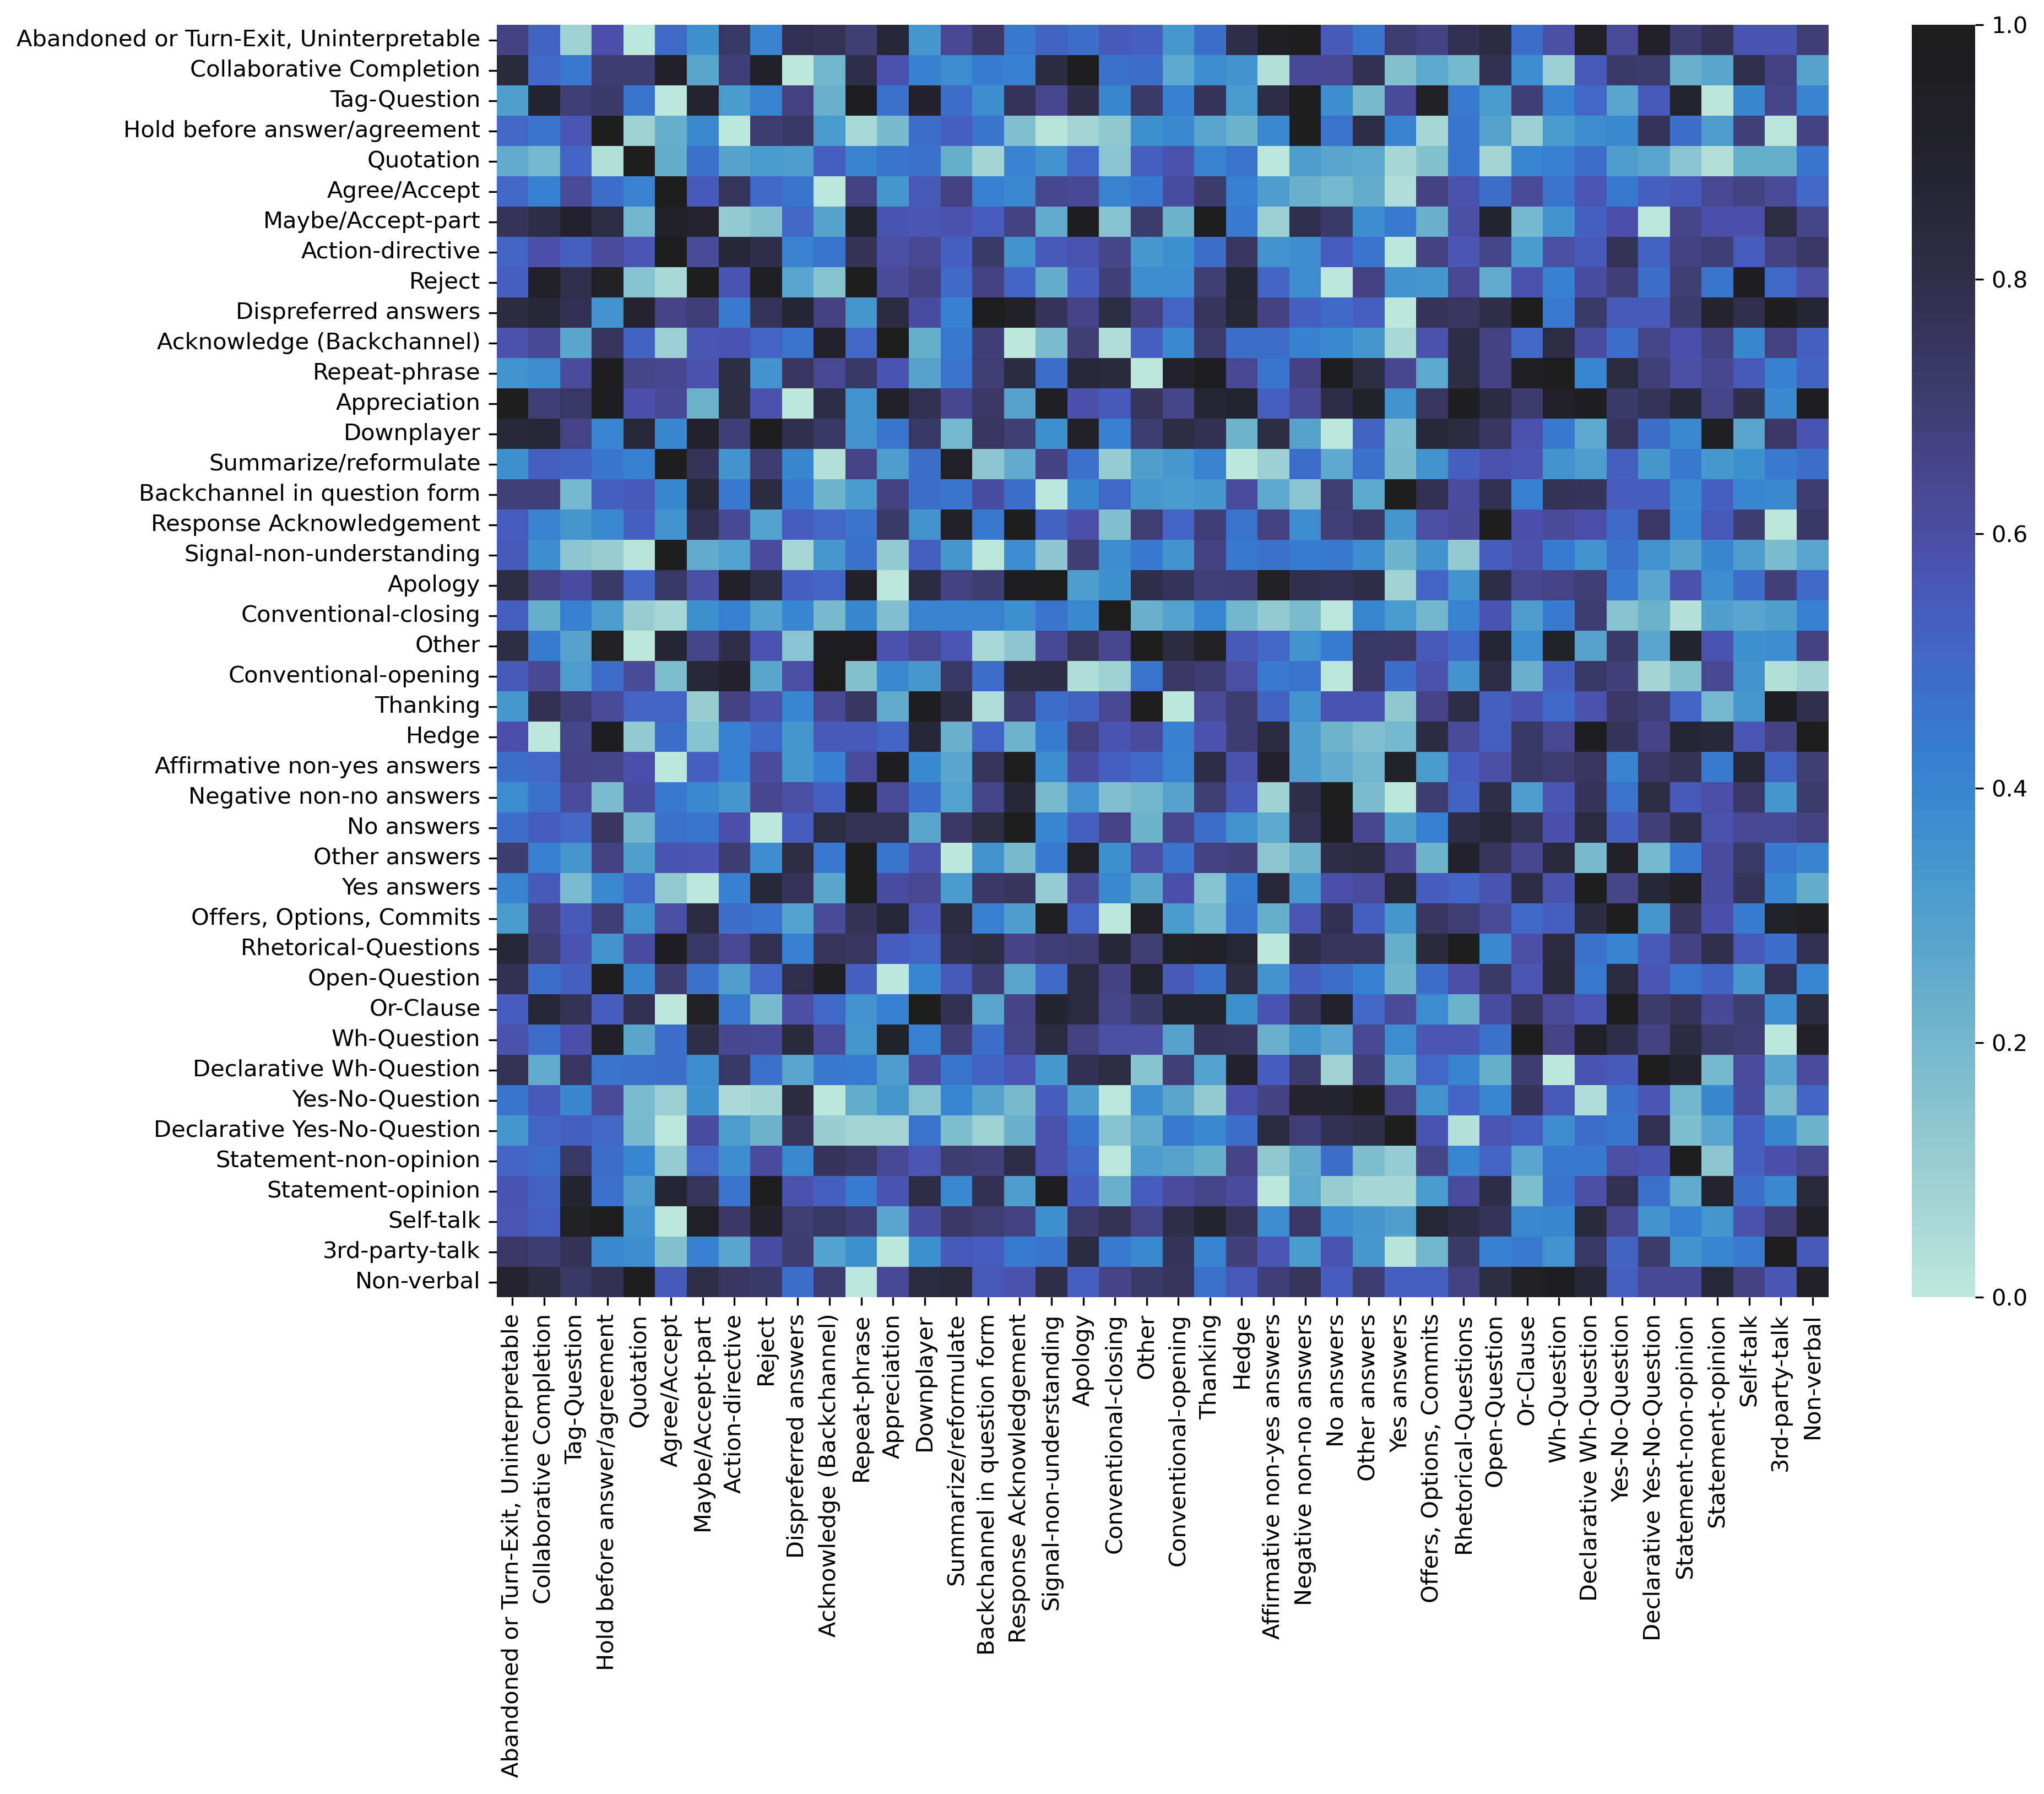 Abandoned or Turn-Exit, Uninterpretable
Collaborative Completion
Tag-Question
Hold before answer/agreement
Quotation
Agree/Accept
Maybe/Accept-part
Action-directive
Reject
Dispreferred answers
Acknowledge (Backchannel)
Repeat-phrase
Appreciation
Downplayer
Summarize/reformulate
Backchannel in question form
Response Acknowledgement
Signal-non-understanding
Apology
Conventional-closing
Other
Conventional-opening
Thanking
Hedge
Affirmative non-yes answers
Negative non-no answers
No answers
Other answers
Yes answers
Offers, Options, Commits
Rhetorical-Questions
Open-Question
Or-Clause
Wh-Question
Declarative Wh-Question
Yes-No-Question
Declarative Yes-No-Question
Statement-non-opinion
Statement-opinion
Self-talk
3rd-party-talk
Non-verbal
Abandoned or Turn-Exit, Uninterpretable
Collaborative Completion
Tag-Question
Hold before answer/agreement
Quotation
Agree/Accept
Maybe/Accept-part
Action-directive
Reject
Dispreferred answers
Acknowledge (Backchannel)
Repeat-phrase
Appreciation
Downplayer
Summarize/reformulate
Backchannel in question form
Response Acknowledgement
Signal-non-understanding
Apology
Conventional-closing
Other
Conventional-opening
Thanking
Hedge
Affirmative non-yes answers
Negative non-no answers
No answers
Other answers
Yes answers
Offers, Options, Commits
Rhetorical-Questions
Open-Question
Or-Clause
Wh-Question
Declarative Wh-Question
Yes-No-Question
Declarative Yes-No-Question
Statement-non-opinion
Statement-opinion
Self-talk
3rd-party-talk
Non-verbal
1.0
0.8
0.6
0.4
0.2
0.0